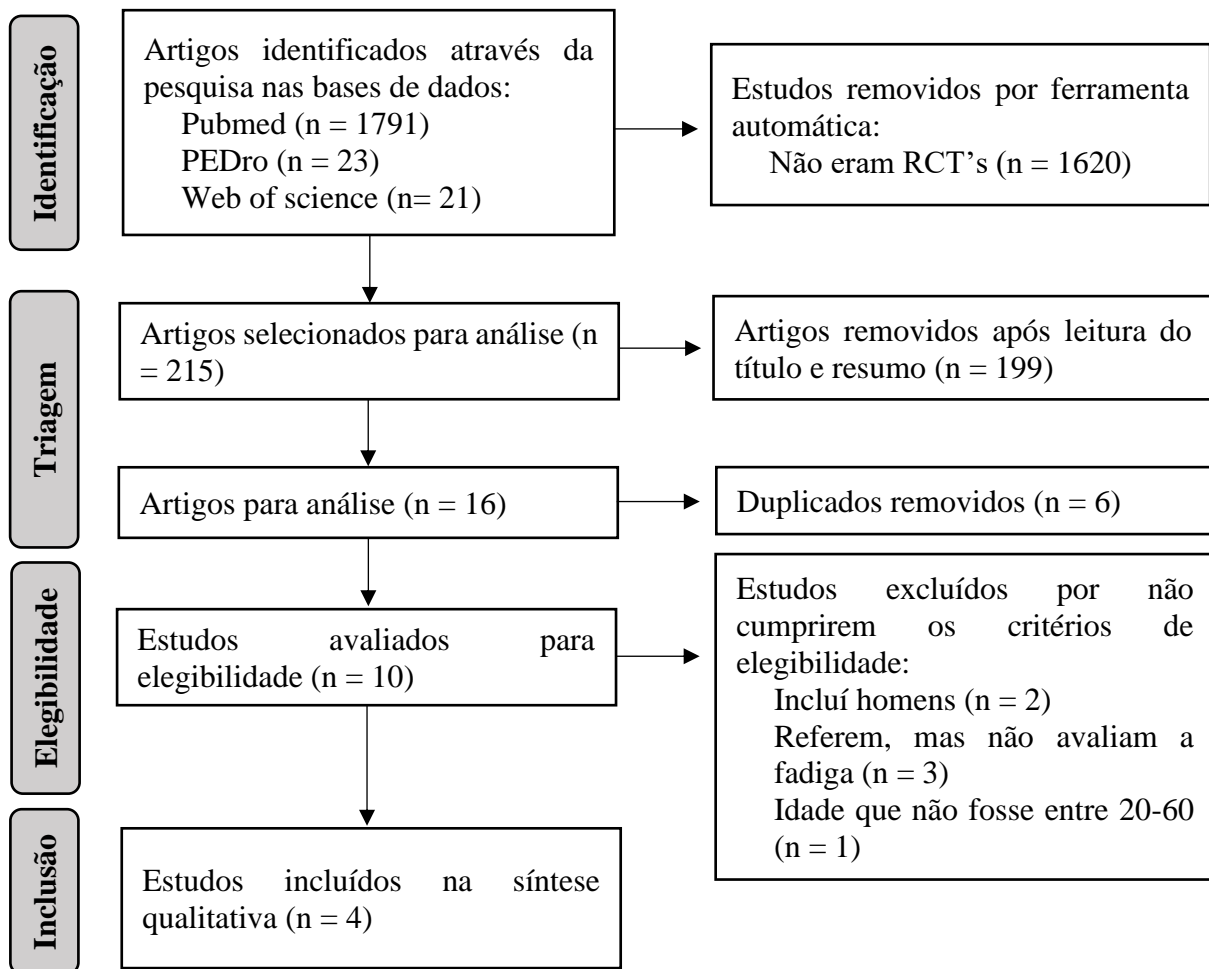 Identificação
Artigos identificados através da
pesquisa nas bases de dados:
Pubmed (n = 1791)
PEDro (n = 23)
Web of science (n= 21)
Estudos removidos por ferramenta
automática:
Não eram RCT’s (n = 1620)
Triagem
Artigos selecionados para análise (n
= 215)
Artigos removidos após leitura do
título e resumo (n = 199)
Artigos para análise (n = 16)
Duplicados removidos (n = 6)
Elegibilidade
Estudos avaliados para
elegibilidade (n = 10)
Estudos excluídos por não
cumprirem os critérios de
elegibilidade:
Incluí homens (n = 2)
Referem, mas não avaliam a
fadiga (n = 3)
Idade que não fosse entre 20-60
(n = 1)
Inclusão
Estudos incluídos na síntese
qualitativa (n = 4)